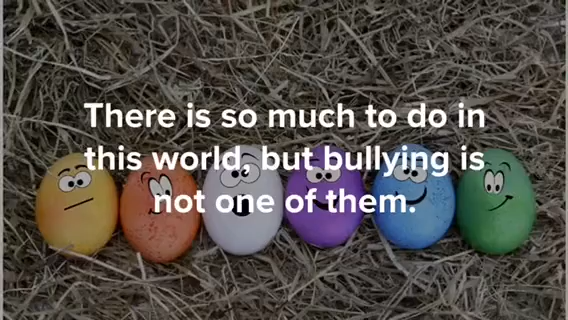 There is so much to do in
this world, but bullying is
not one of them.